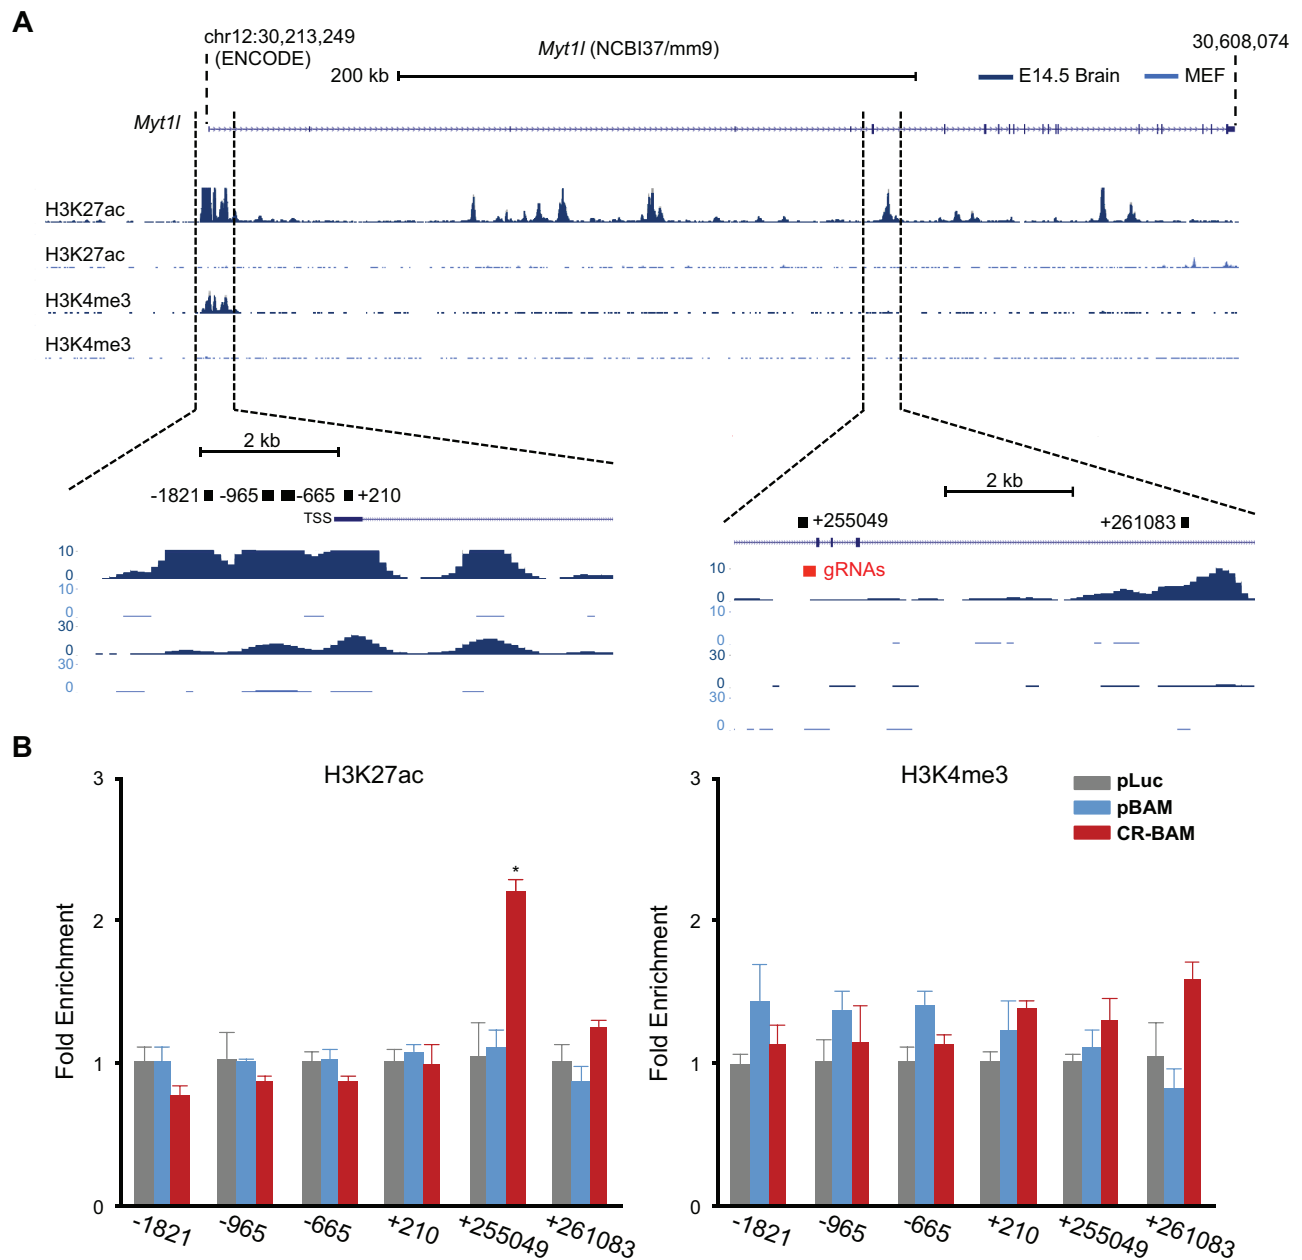 A
chr12:30,213,249
(ENCODE)
Myt1l (NCBI37/mm9)
30,608,074
200 kb
E14.5 Brain
MEF
Myt1l
H3K27ac
H3K27ac
H3K4me3
H3K4me3
2 kb
-1821
-965
-665
+210
TSS
10
0
10
0
30
0
30
0
2 kb
+255049
+261083
gRNAs
10
0
10
0
30
0
30
0
B
H3K27ac
Fold Enrichment
3
2
1
0
*
-1821
-965
-665
+210
+255049
+261083
H3K4me3
pLuc
pBAM
CR-BAM
Fold Enrichment
3
2
1
0
-1821
-965
-665
+210
+255049
+261083